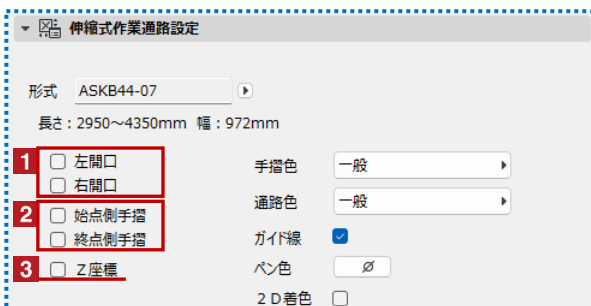 伸縮式作業通路設定
形式 ASKB44-07
長さ：2950～4350mm 幅：972mm
1 左開口 手摺色 一般
右開口
通路色 一般
2 始点側手摺
終点側手摺 ガイド線
3 Z座標 ペン色
2D着色